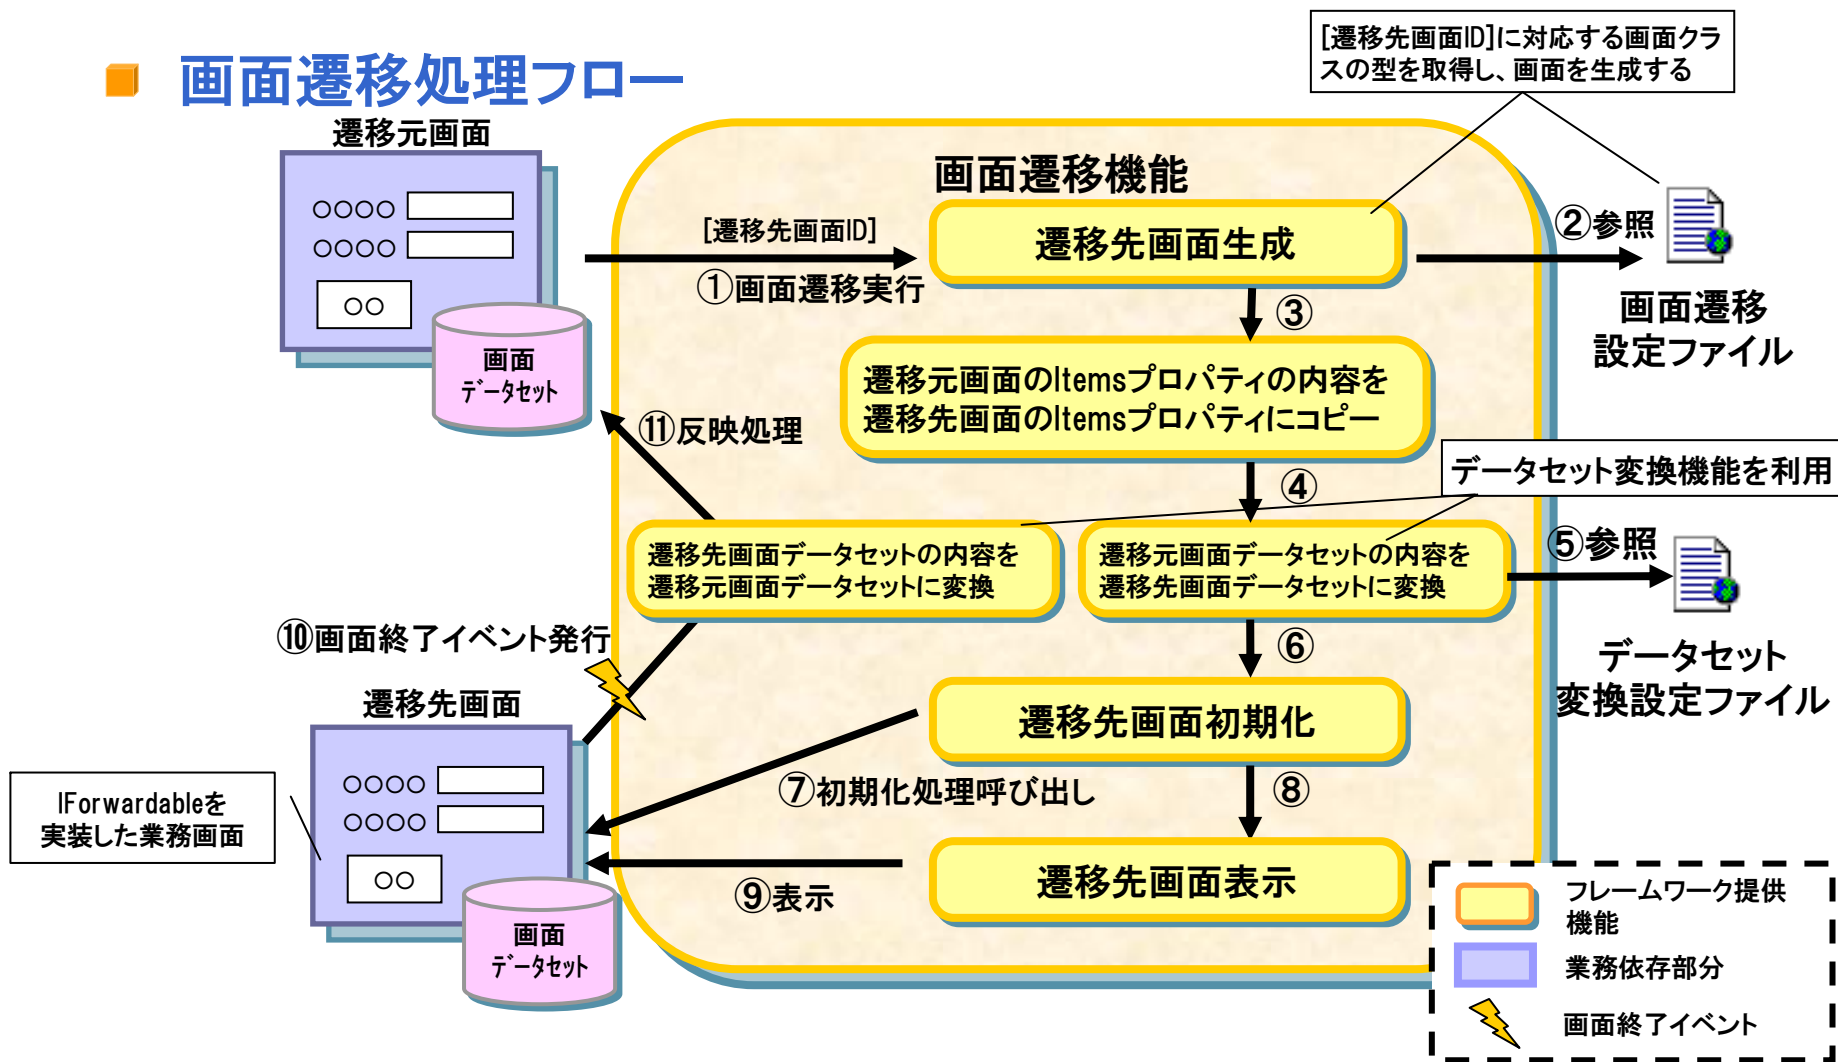 画面遷移処理フロー
[遷移先画面ID]に対応する画面クラ
スの型を取得し、画面を生成する
遷移元画面
○○○○
○○○○
○○
画面
データセット
画面遷移機能
[遷移先画面ID]
①画面遷移実行
遷移先画面生成
②参照
画面遷移
設定ファイル
③
遷移元画面のItemsプロパティの内容を
遷移先画面のItemsプロパティにコピー
⑪反映処理
④
データセット変換機能を利用
遷移先画面データセットの内容を
遷移元画面データセットに変換
遷移元画面データセットの内容を
遷移先画面データセットに変換
⑤参照
データセット
変換設定ファイル
⑩画面終了イベント発行
⑥
遷移先画面
遷移先画面初期化
IForwardableを
実装した業務画面
○○○○
○○○○
○○
画面
データセット
⑦初期化処理呼び出し
⑧
遷移先画面表示
⑨表示
フレームワーク提供
機能
業務依存部分
画面終了イベント